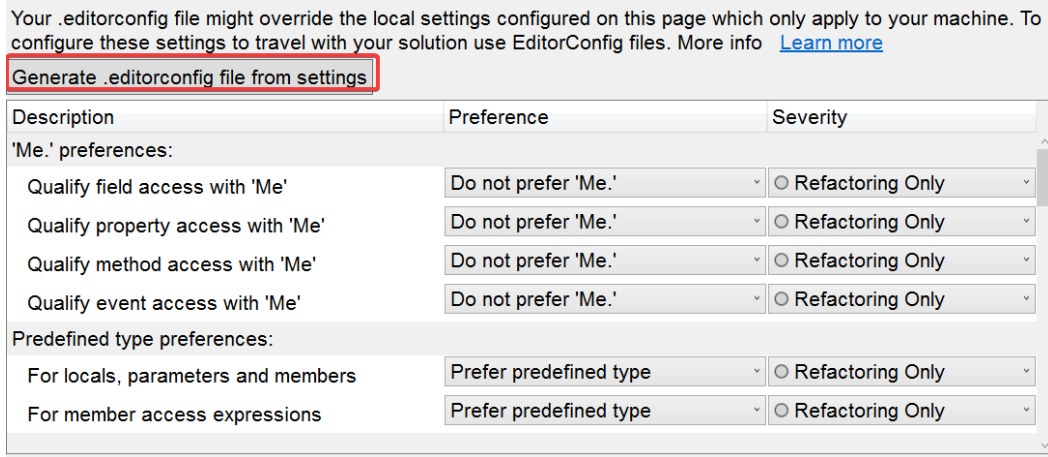 Your .editorconfig file might override the local settings configured on this page which only apply to your machine. To
configure these settings to travel with your solution use EditorConfig files. More info Learn more
Generate .editorconfig file from settings
Description Preference Severity
'Me.' preferences:
Qualify field access with 'Me' Do not prefer 'Me.' Refactoring Only
Qualify property access with 'Me' Do not prefer 'Me.' Refactoring Only
Qualify method access with 'Me' Do not prefer 'Me.' Refactoring Only
Qualify event access with 'Me' Do not prefer 'Me.' Refactoring Only
Predefined type preferences:
For locals, parameters and members Prefer predefined type Refactoring Only
For member access expressions Prefer predefined type Refactoring Only